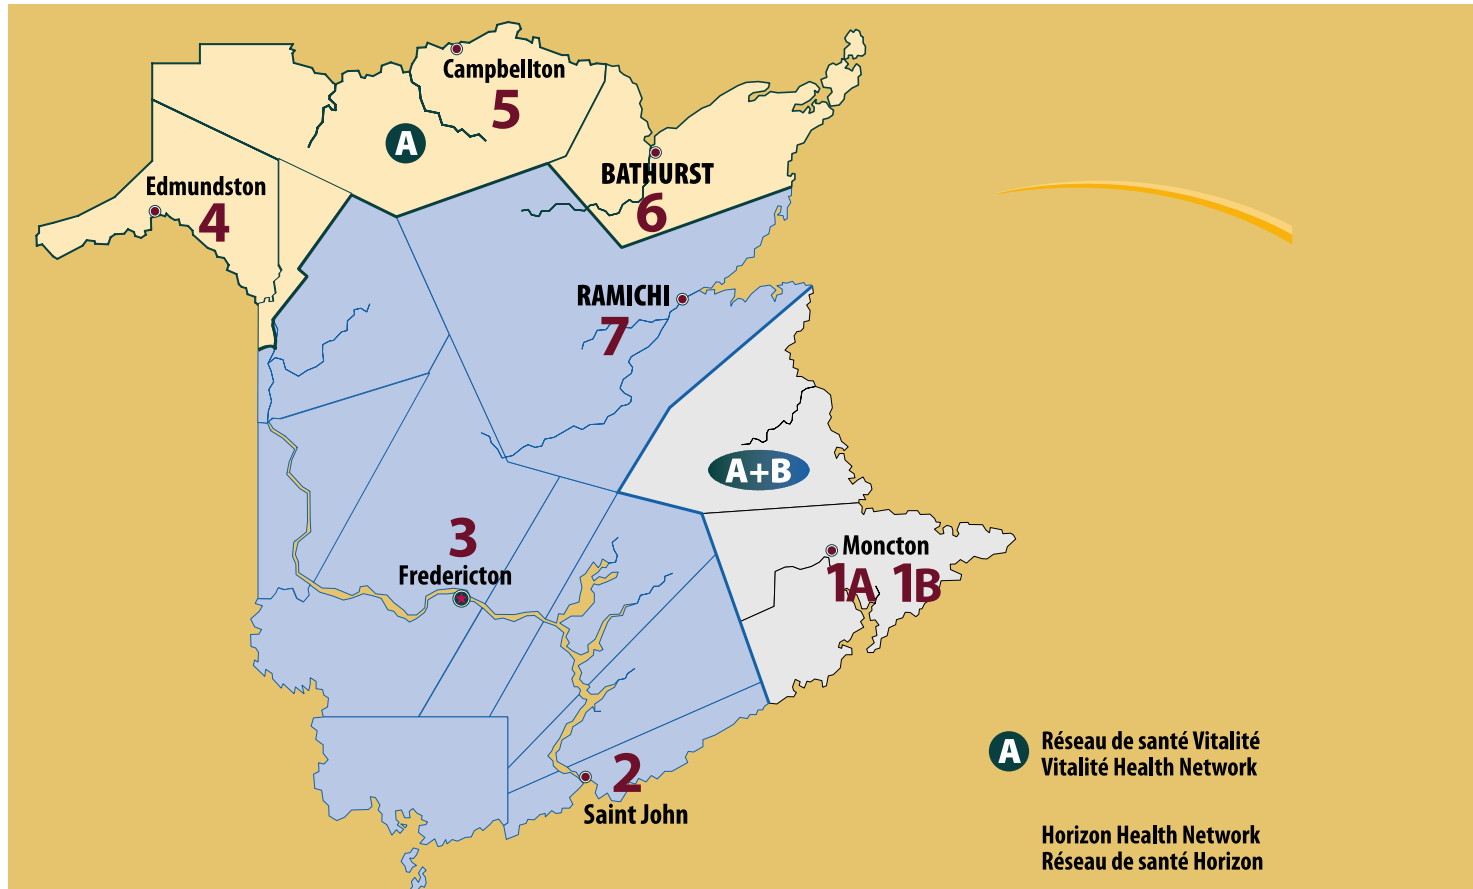 Campbellton
5
A
BATHURST
6
Edmundston
4
RAMICHI
7
A+B
3
Fredericton
Moncton
1A 1B
2
Saint John
A
Réseau de santé Vitalité
Vitalité Health Network
Horizon Health Network
Réseau de santé Horizon